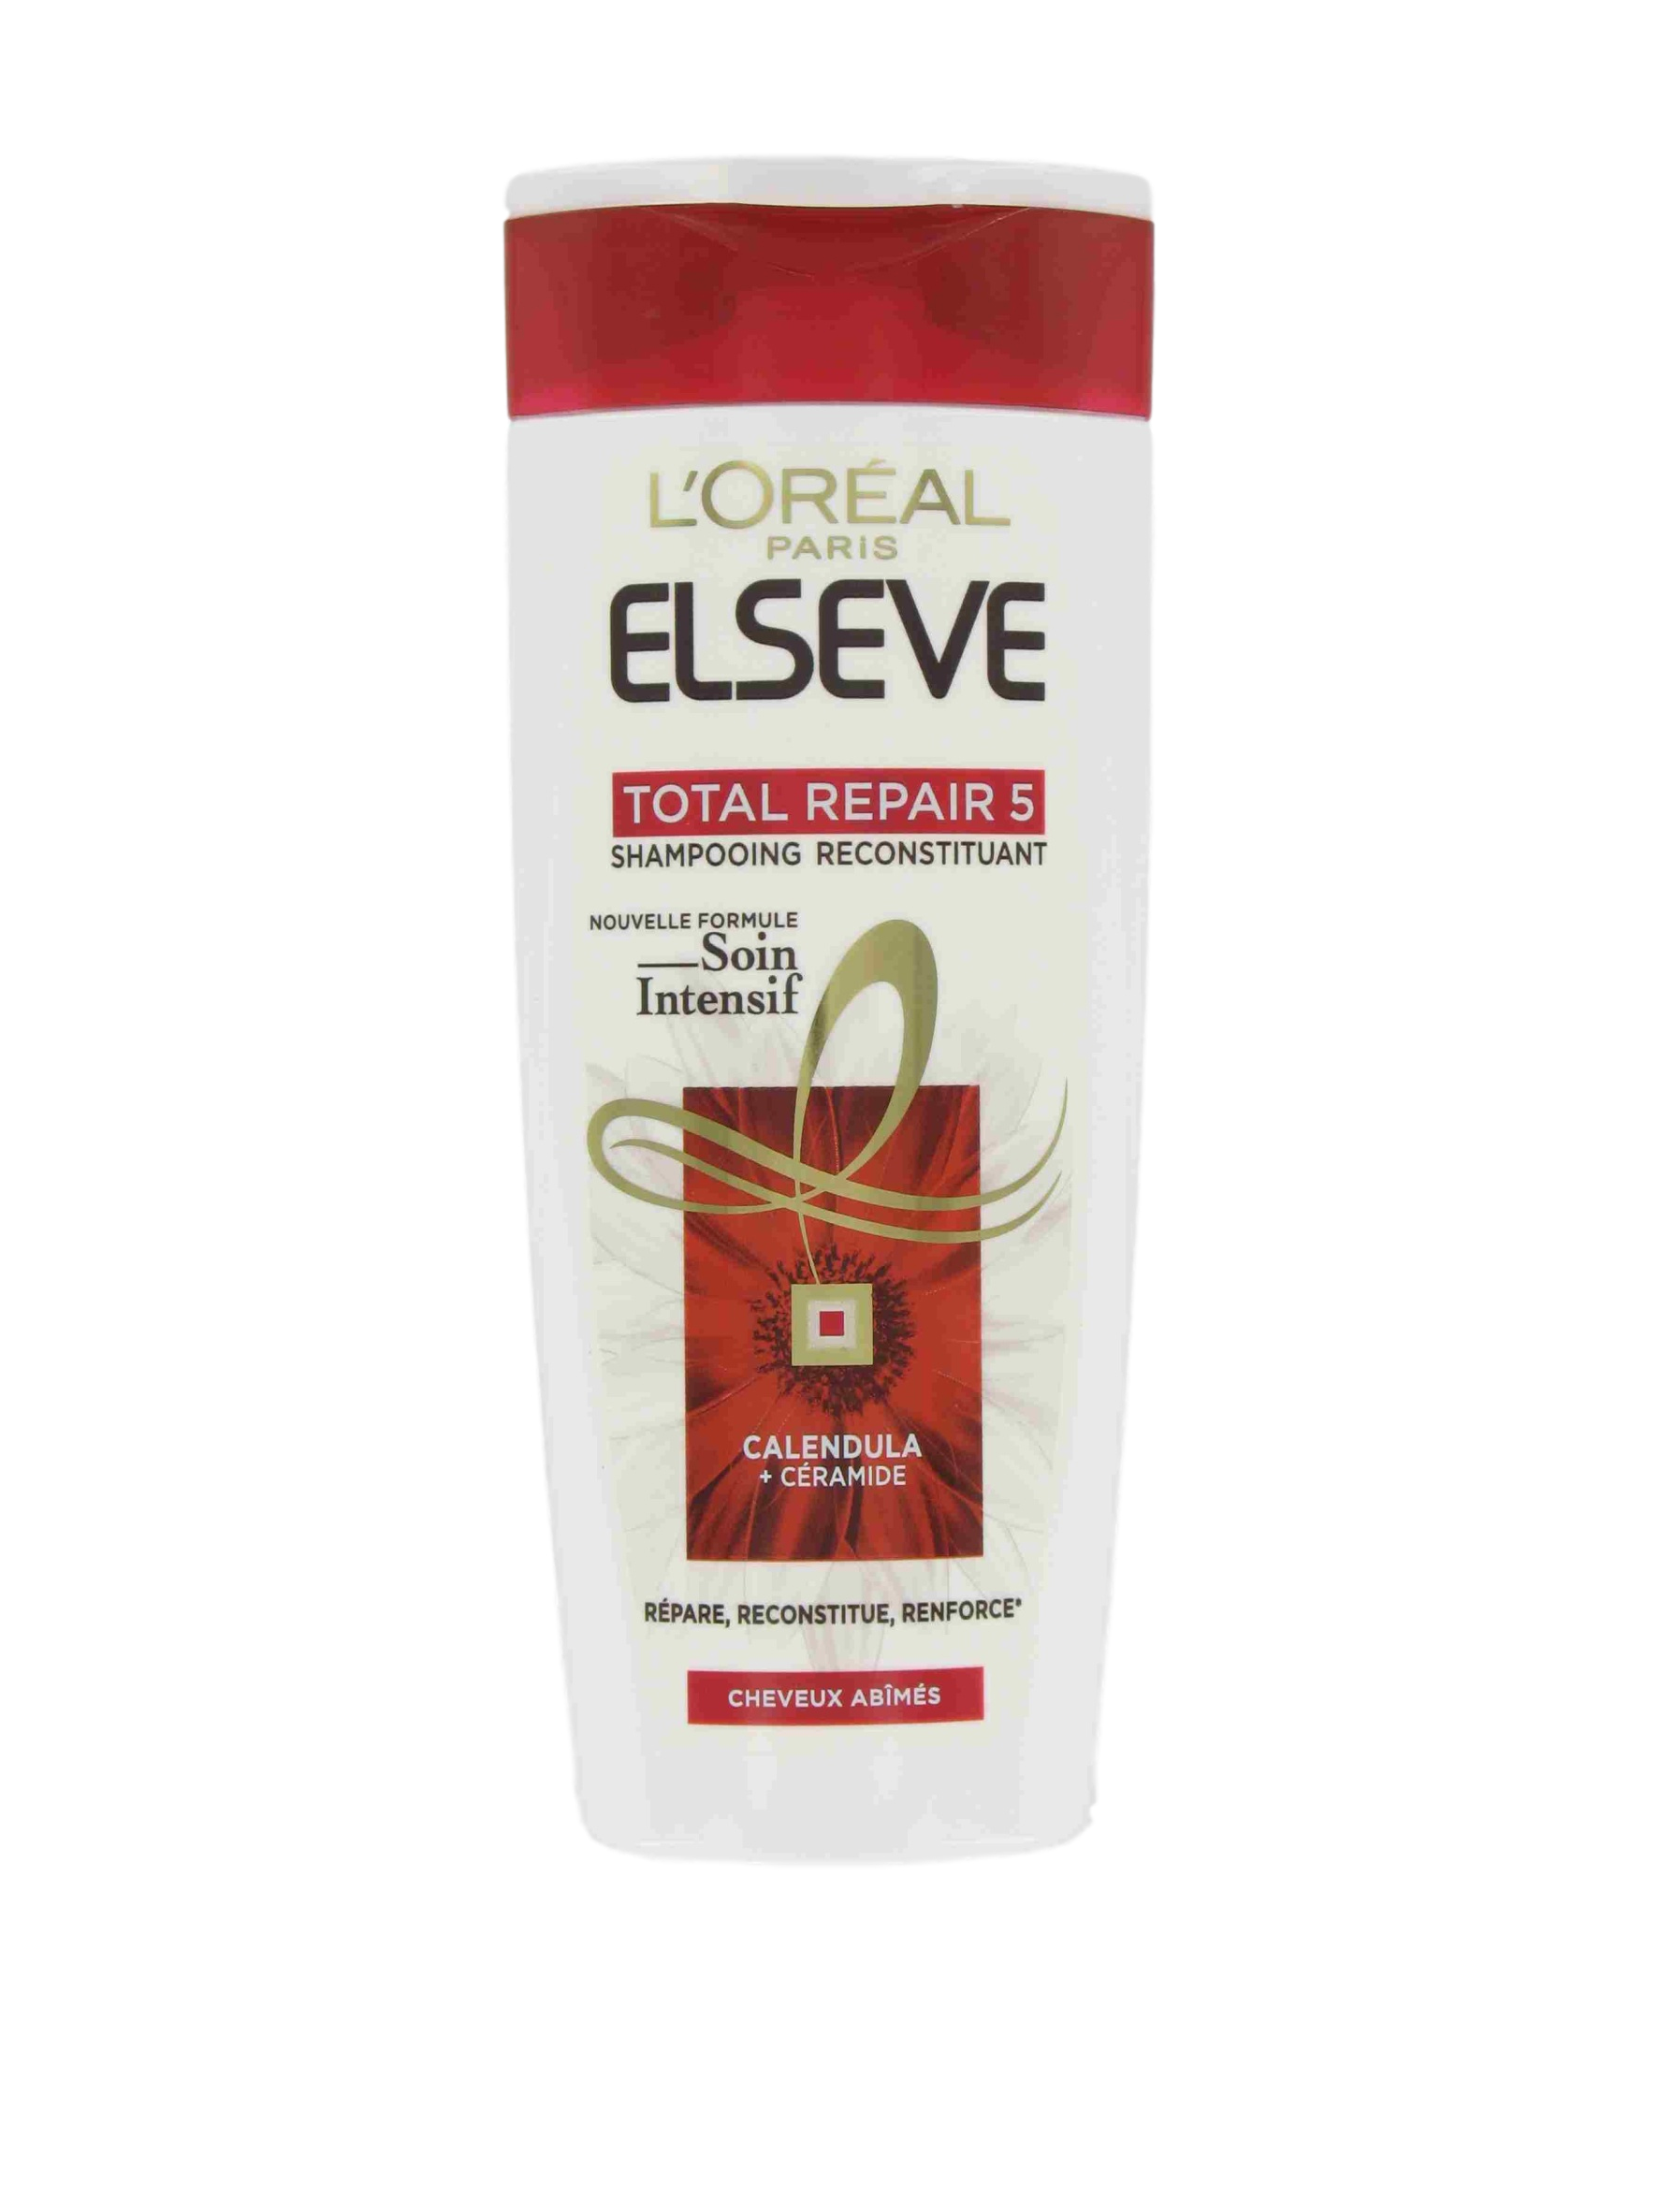 L'ORÉAL
PARiS
ELSEVE
TOTAL REPAIR 5
SHAMPOOING RECONSTITUANT
NOUVELLE FORMULE
Soin
Intensif
CALENDULA
+ CÉRAMIDE
RÉPARE, RECONSTITUE, RENFORCE*
CHEVEUX ABÎMÉS